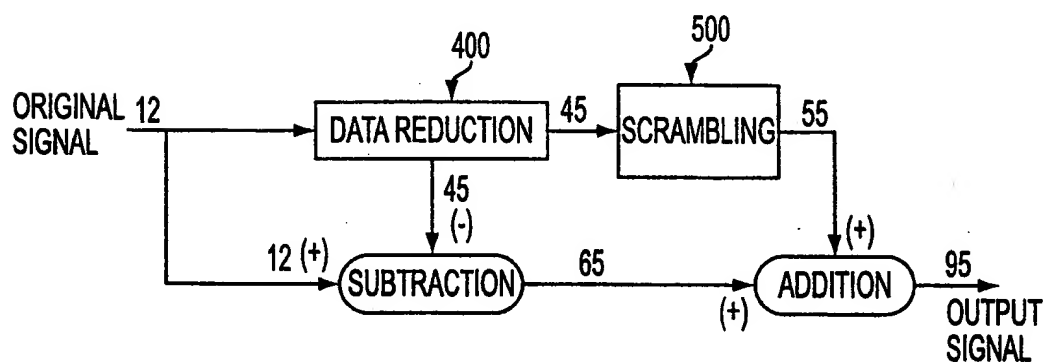 400
500
ORIGINAL 12
SIGNAL
DATA REDUCTION
45
SCRAMBLING
55
45
(-)
(+)
12 (+)
SUBTRACTION
65
(+)
ADDITION
95
OUTPUT
SIGNAL